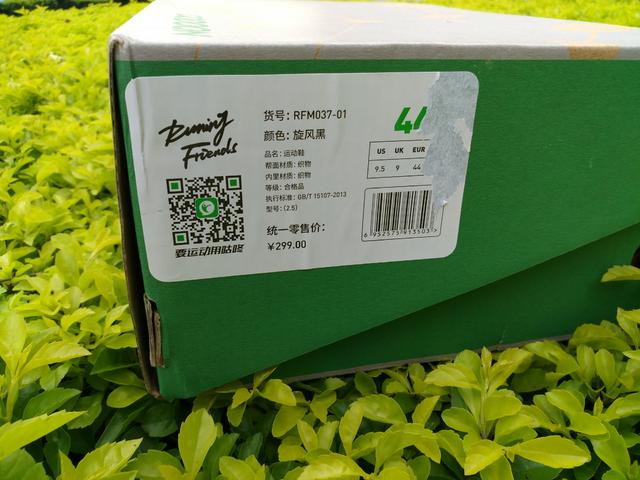 Running
Friends
要运动用咕咚
货号: RFM037-01
颜色: 旋风黑
品名: 运动鞋
帮面材质: 织物
内里材质: 织物
等级: 合格品
执行标准: GB/T 15107-2013
型号: (2.5)
统一零售价:
¥299.00
US UK EUR
9.5 9 44
6 952575 913503 >